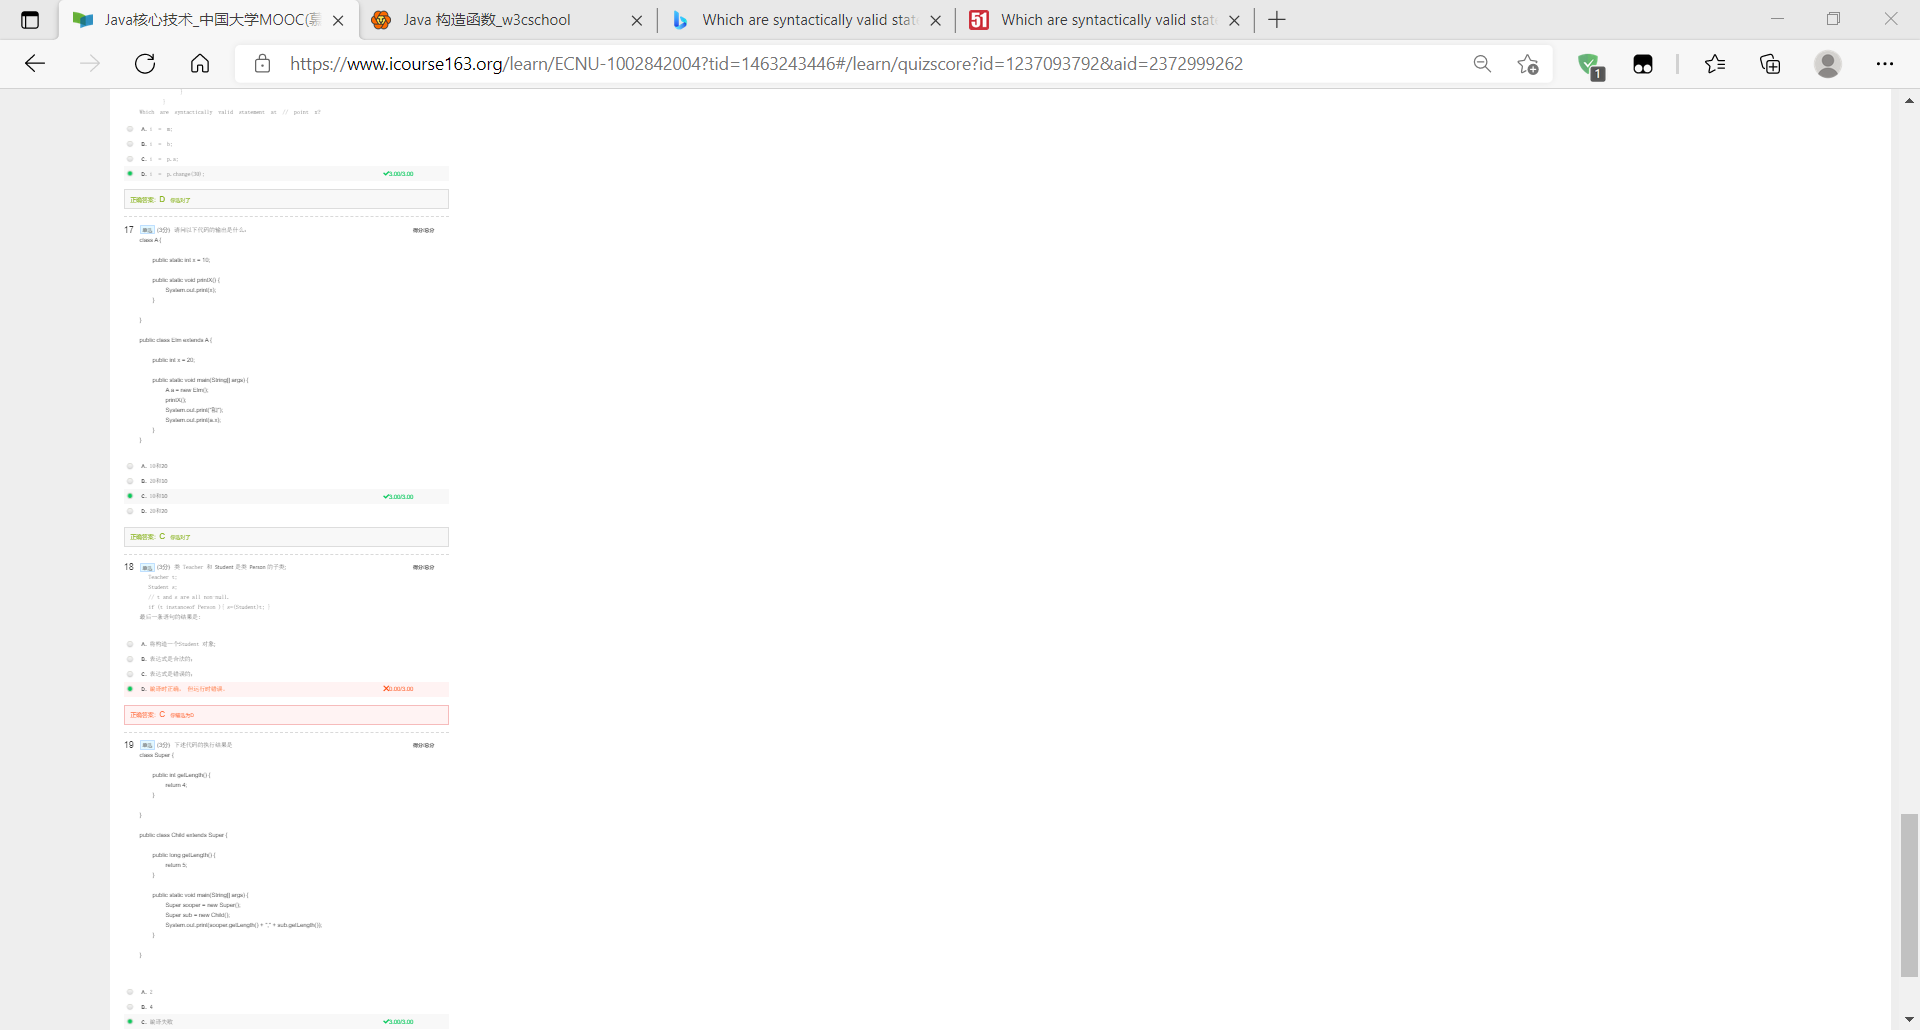 Java核心技术_中国大学MOOC(慕
Java 构造函数_w3cschool
Which are syntactically valid stat
51
Which are syntactically valid stat
https://www.icourse163.org/learn/ECNU-1002842004?tid=1463243446#/learn/quizscore?id=1237093792&aid=2372999262
1
Which are syntactically valid statement at // point x?
A. i = m;
B. i = b;
C. i = p.a;
D. i = p.change(30);
3.00/3.00
正确答案：D 你选对了
17 单选 (3分) 请问以下代码的输出是什么。 得分/总分
class A {
public static int x = 10;
public static void printX() {
System.out.print(x);
}
}
public class Elm extends A {
public int x = 20;
public static void main(String[] args) {
A a = new Elm();
printX();
System.out.print("和");
System.out.print(a.x);
}
}
A. 10和20
B. 20和10
C. 10和10
3.00/3.00
D. 20和20
正确答案：C 你选对了
18 单选 (3分) 类 Teacher 和 Student 是类 Person 的子类; 得分/总分
Teacher t;
Student s;
// t and s are all non-null.
if (t instanceof Person ){ s=(Student)t; }
最后一条语句的结果是:
A. 将构造一个Student 对象;
B. 表达式是合法的;
C. 表达式是错误的;
D. 编译时正确, 但运行时错误。
0.00/3.00
正确答案：C 你错选为D
19 单选 (3分) 下述代码的执行结果是 得分/总分
class Super {
public int getLength() {
return 4;
}
}
public class Child extends Super {
public long getLength() {
return 5;
}
public static void main(String[] args) {
Super sooper = new Super();
Super sub = new Child();
System.out.print(sooper.getLength() + "," + sub.getLength());
}
}
A. 2
B. 4
C. 编译失败
3.00/3.00